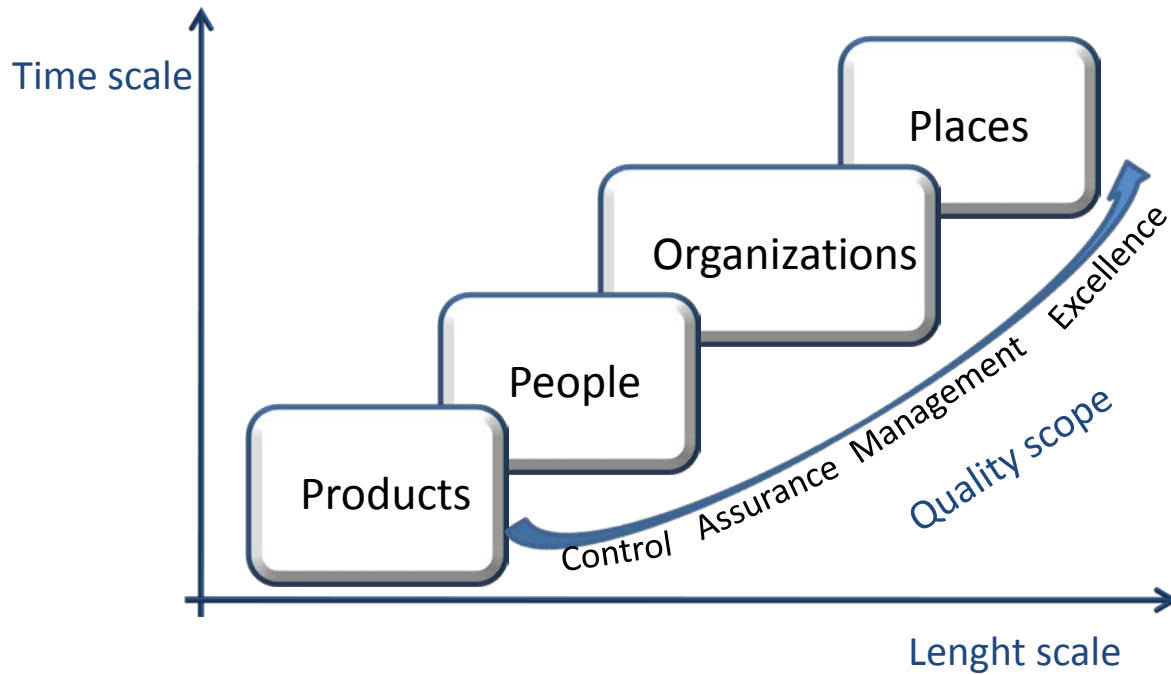 Time scale
Places
Organizations
People
Products
Control Assurance Management Excellence
Quality scope
Lenght scale